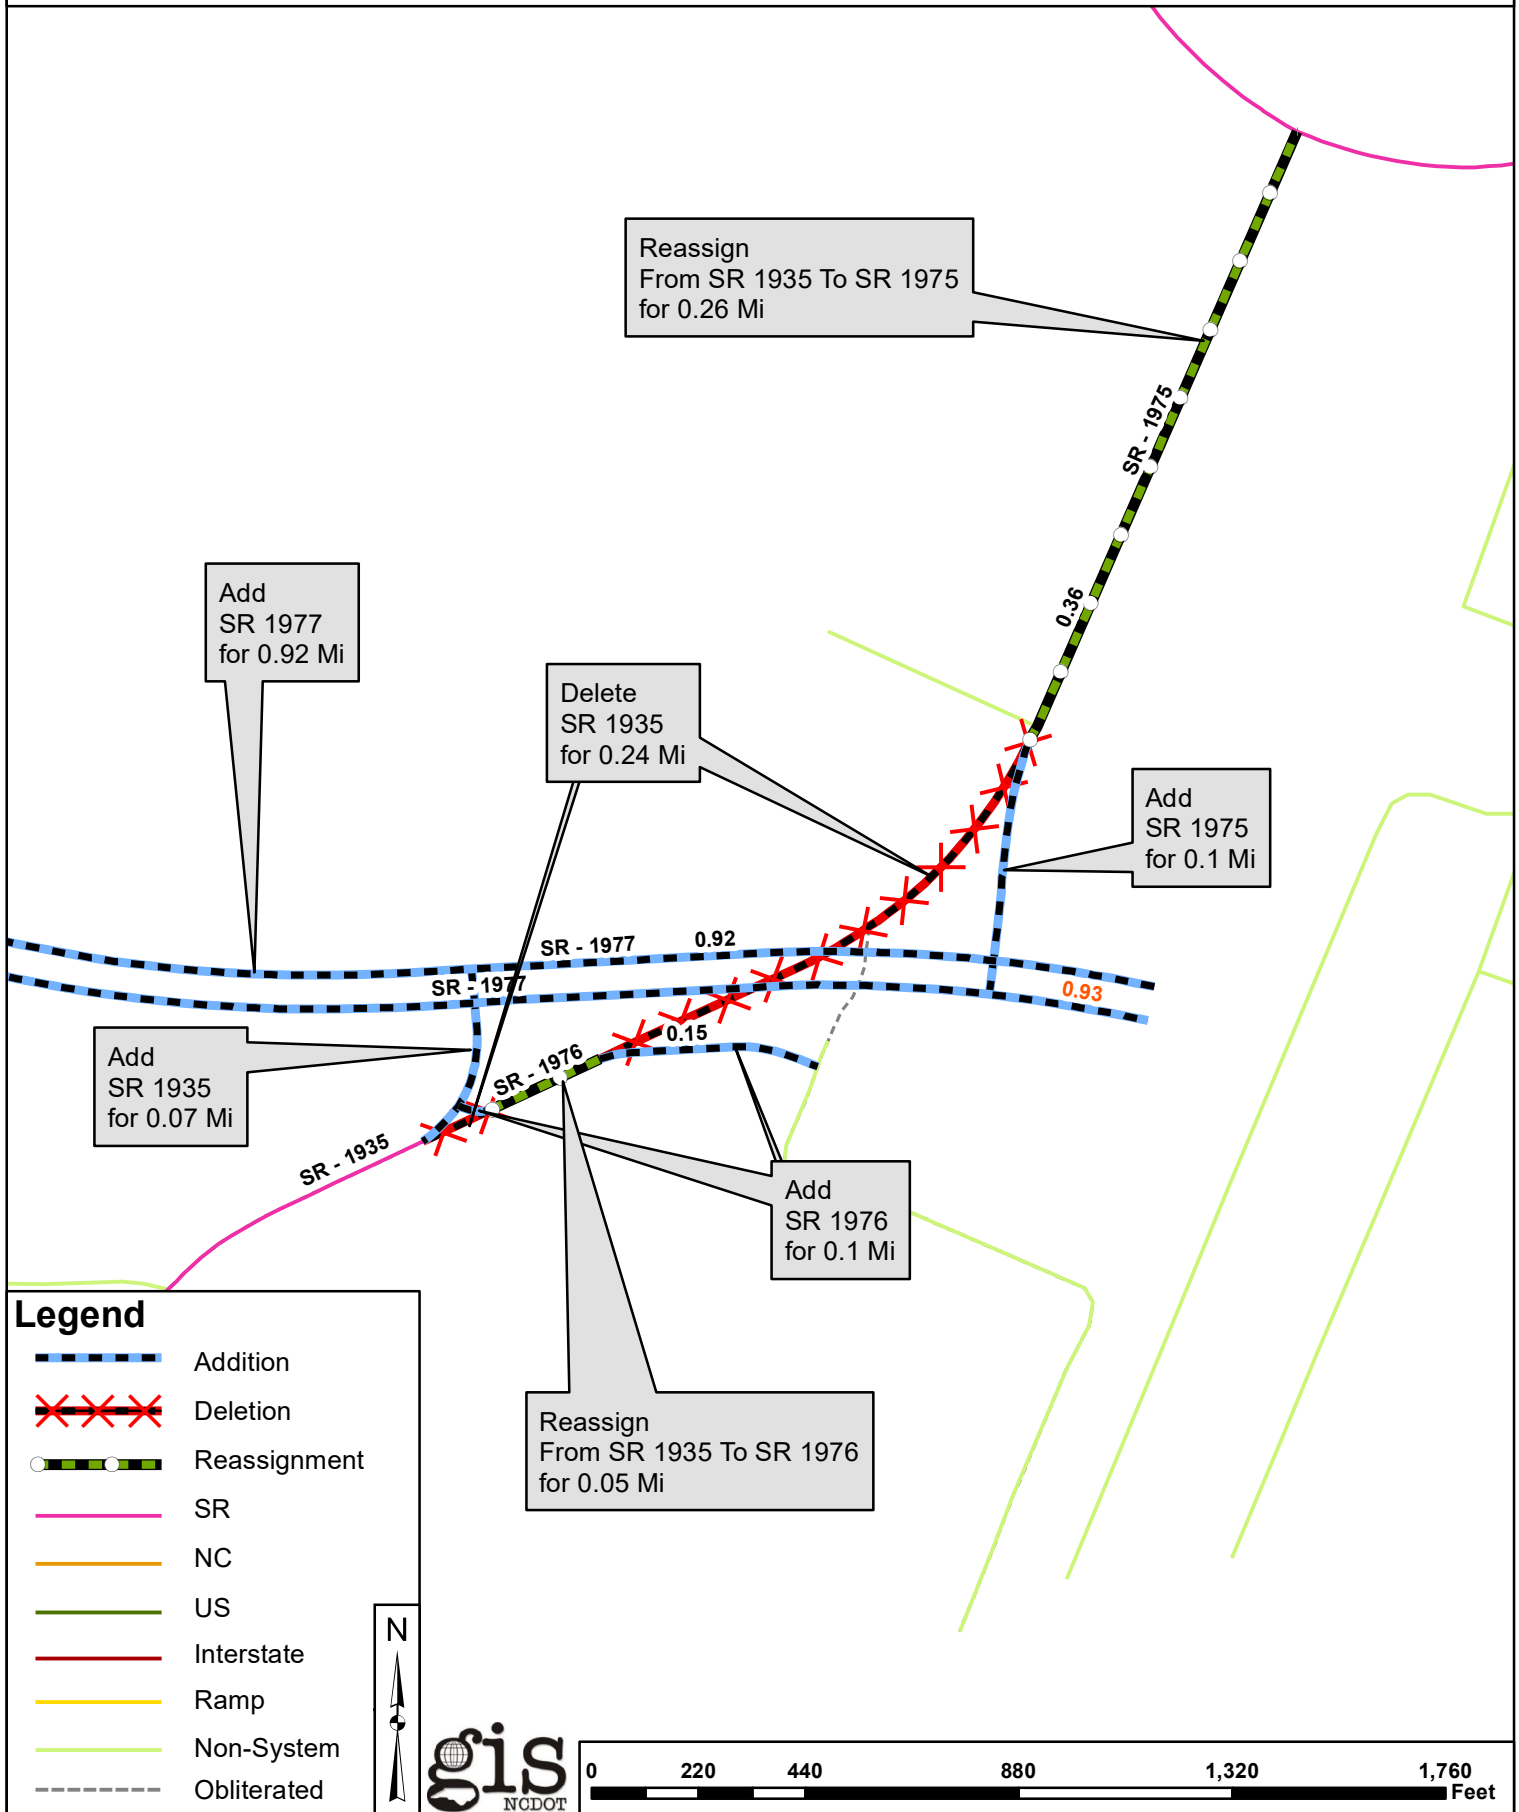 Reassign
From SR 1935 To SR 1975
for 0.26 Mi
SR - 1975
0.36
Add
SR 1977
for 0.92 Mi
Delete
SR 1935
for 0.24 Mi
Add
SR 1975
for 0.1 Mi
SR - 1977
0.92
SR - 1977
0.93
0.15
SR - 1976
Add
SR 1935
for 0.07 Mi
SR - 1935
Add
SR 1976
for 0.1 Mi
Reassign
From SR 1935 To SR 1976
for 0.05 Mi
Legend
Addition
Deletion
Reassignment
SR
NC
US
Interstate
Ramp
Non-System
Obliterated
N
gis
NCDOT
0 220 440 880 1,320 1,760
Feet